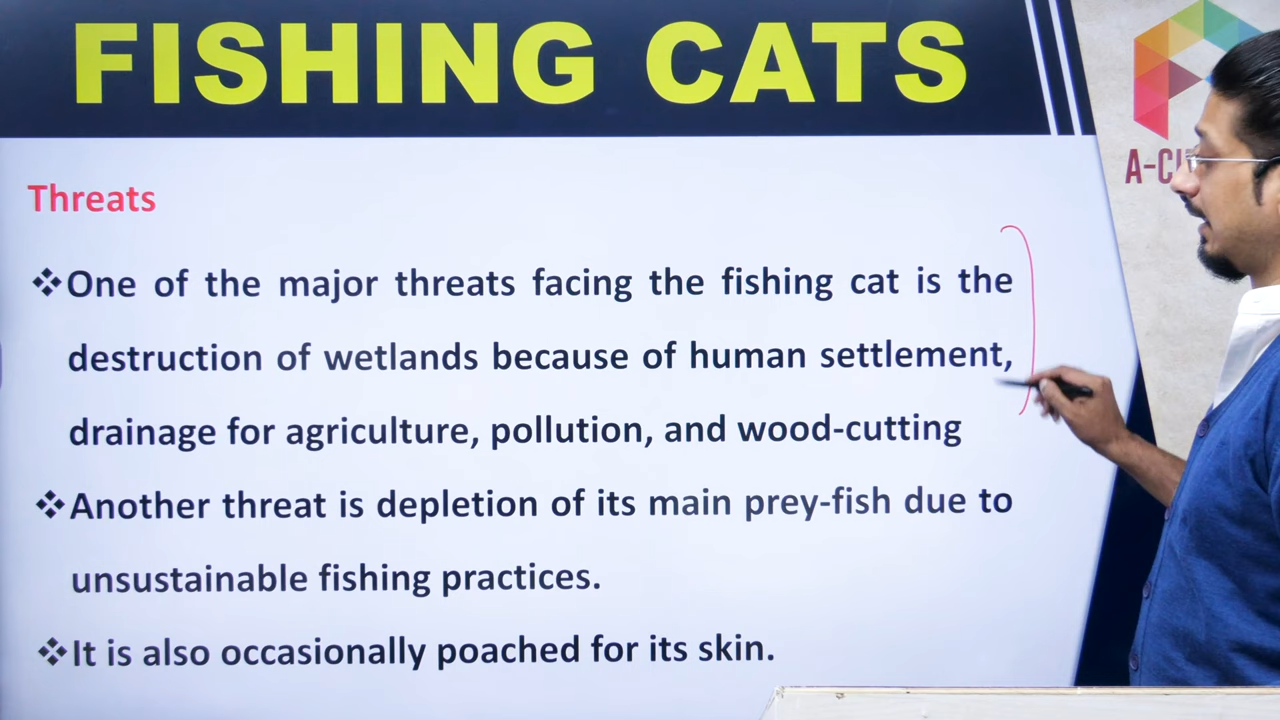 FISHING CATS
A-CI
Threats
❖One of the major threats facing the fishing cat is the
destruction of wetlands because of human settlement,
drainage for agriculture, pollution, and wood-cutting
❖Another threat is depletion of its main prey-fish due to
unsustainable fishing practices.
❖It is also occasionally poached for its skin.